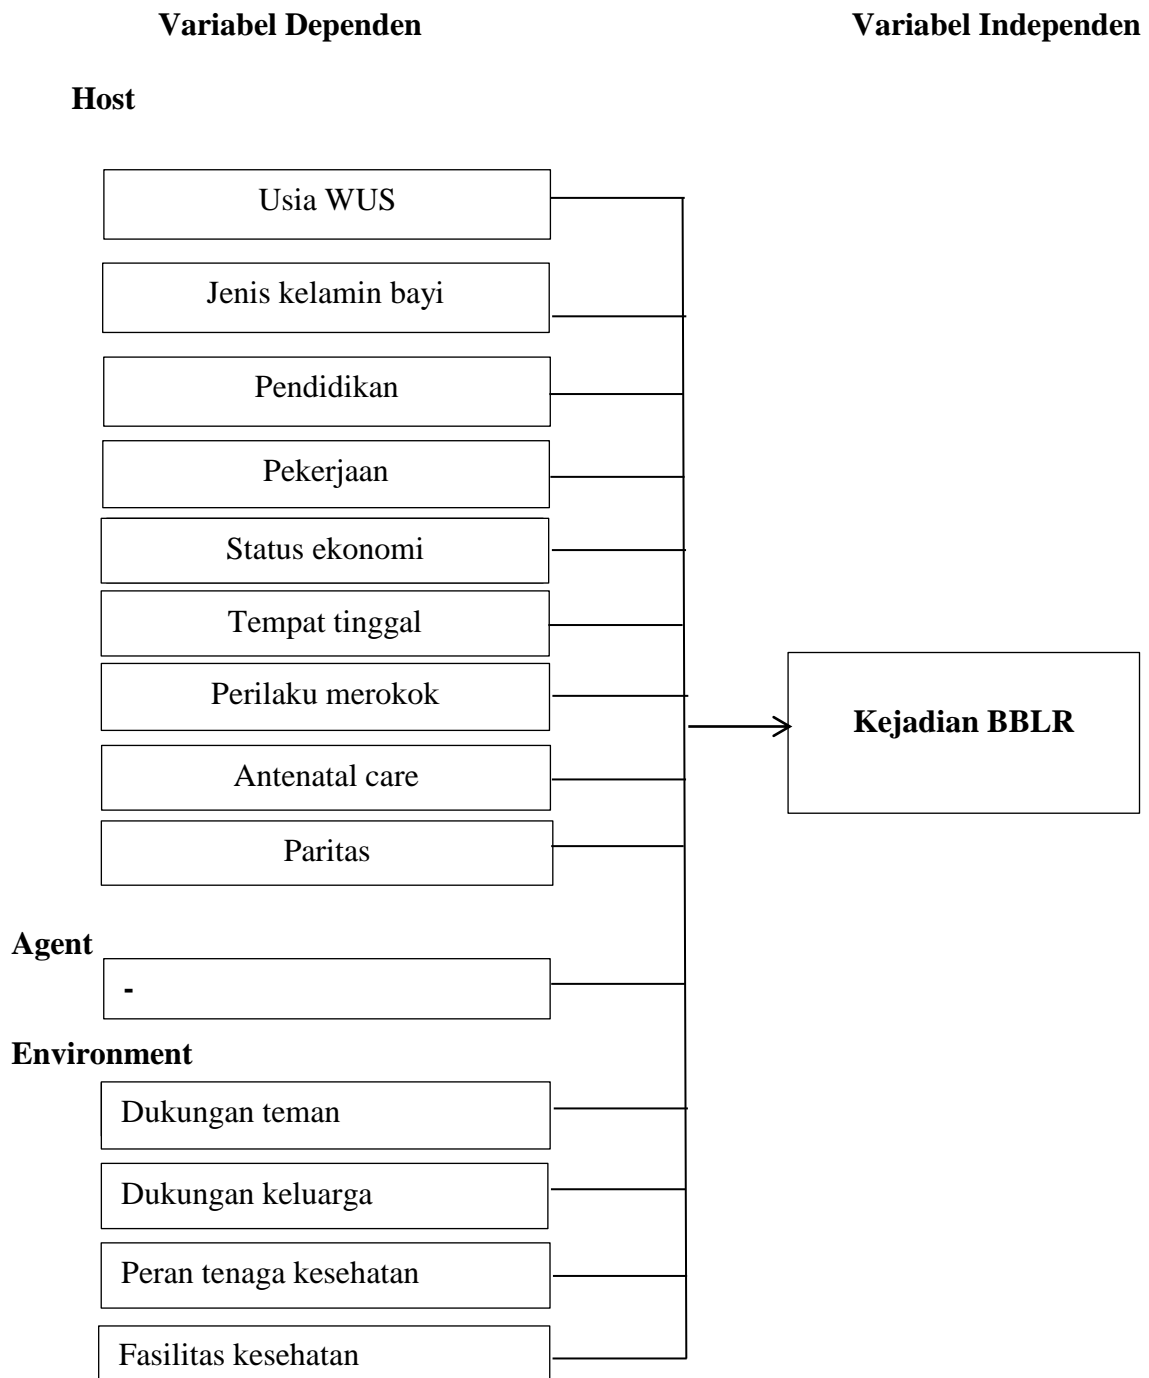 Variabel Dependen
Variabel Independen
Host
Usia WUS
Jenis kelamin bayi
Pendidikan
Pekerjaan
Status ekonomi
Tempat tinggal
Perilaku merokok
Kejadian BBLR
Antenatal care
Paritas
Agent
-
Environment
Dukungan teman
Dukungan keluarga
Peran tenaga kesehatan
Fasilitas kesehatan